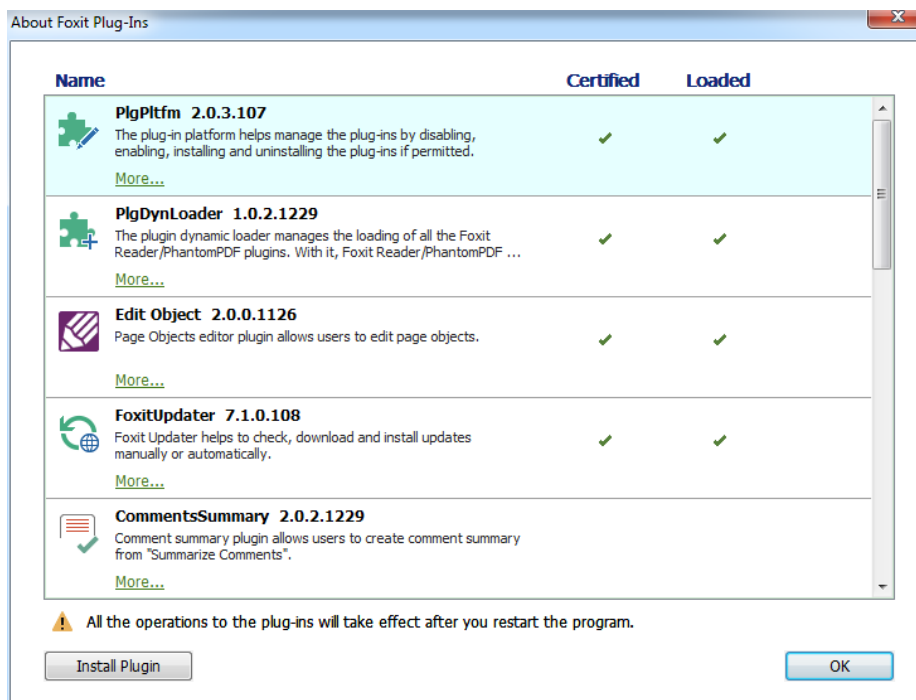 About Foxit Plug-Ins
Name Certified Loaded
PlgPltfm 2.0.3.107
The plug-in platform helps manage the plug-ins by disabling,
enabling, installing and uninstalling the plug-ins if permitted.
More...
PlgDynLoader 1.0.2.1229
The plugin dynamic loader manages the loading of all the Foxit
Reader/PhantomPDF plugins. With it, Foxit Reader/PhantomPDF ...
More...
Edit Object 2.0.0.1126
Page Objects editor plugin allows users to edit page objects.
More...
FoxitUpdater 7.1.0.108
Foxit Updater helps to check, download and install updates
manually or automatically.
More...
CommentsSummary 2.0.2.1229
Comment summary plugin allows users to create comment summary
from "Summarize Comments".
More...
All the operations to the plug-ins will take effect after you restart the program.
Install Plugin OK